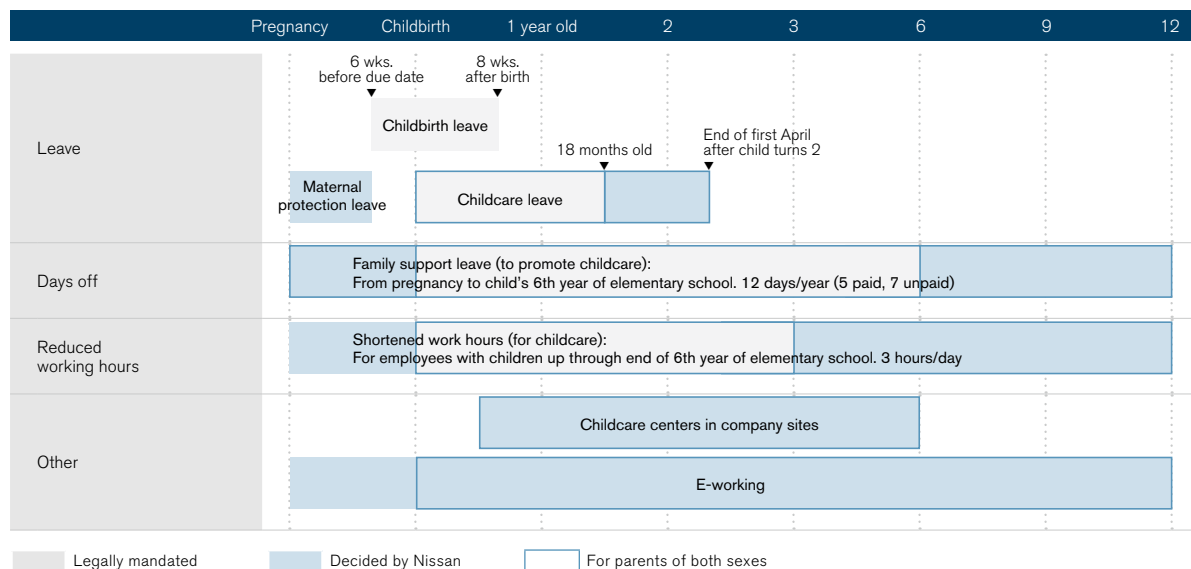 Pregnancy Childbirth 1 year old 2 3 6 9 12
6 wks.
before due date
8 wks.
after birth
Childbirth leave
18 months old
End of first April
after child turns 2
Leave
Maternal
protection leave
Childcare leave
Days off
Family support leave (to promote childcare):
From pregnancy to child's 6th year of elementary school. 12 days/year (5 paid, 7 unpaid)
Reduced
working hours
Shortened work hours (for childcare):
For employees with children up through end of 6th year of elementary school. 3 hours/day
Other
Childcare centers in company sites
E-working
Legally mandated
Decided by Nissan
For parents of both sexes